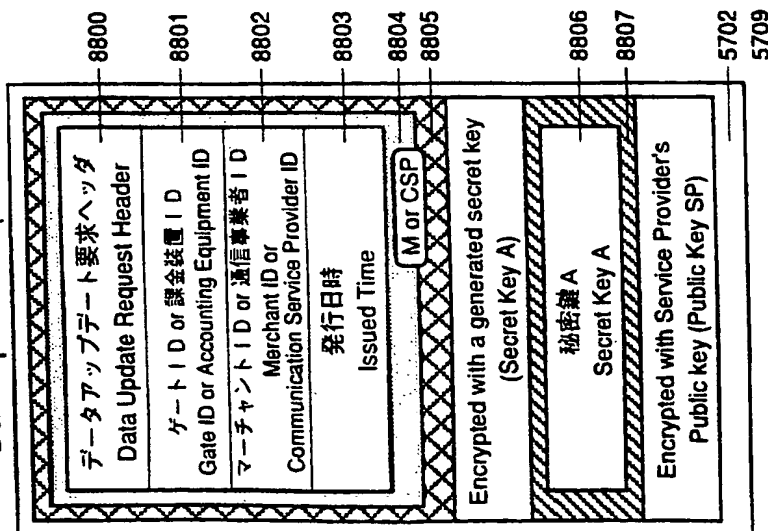 データアップデート要求ヘッダ
Data Update Request Header
8800
ゲートID or 課金装置ID
Gate ID or Accounting Equipment ID
8801
マーチャントID or 通信事業者ID
Merchant ID or
Communication Service Provider ID
8802
発行日時
Issued Time
8803
M or CSP
8804
8805
Encrypted with a generated secret key
(Secret Key A)
秘密鍵A
Secret Key A
8806
8807
Encrypted with Service Provider's
Public key (Public Key SP)
5702
5709